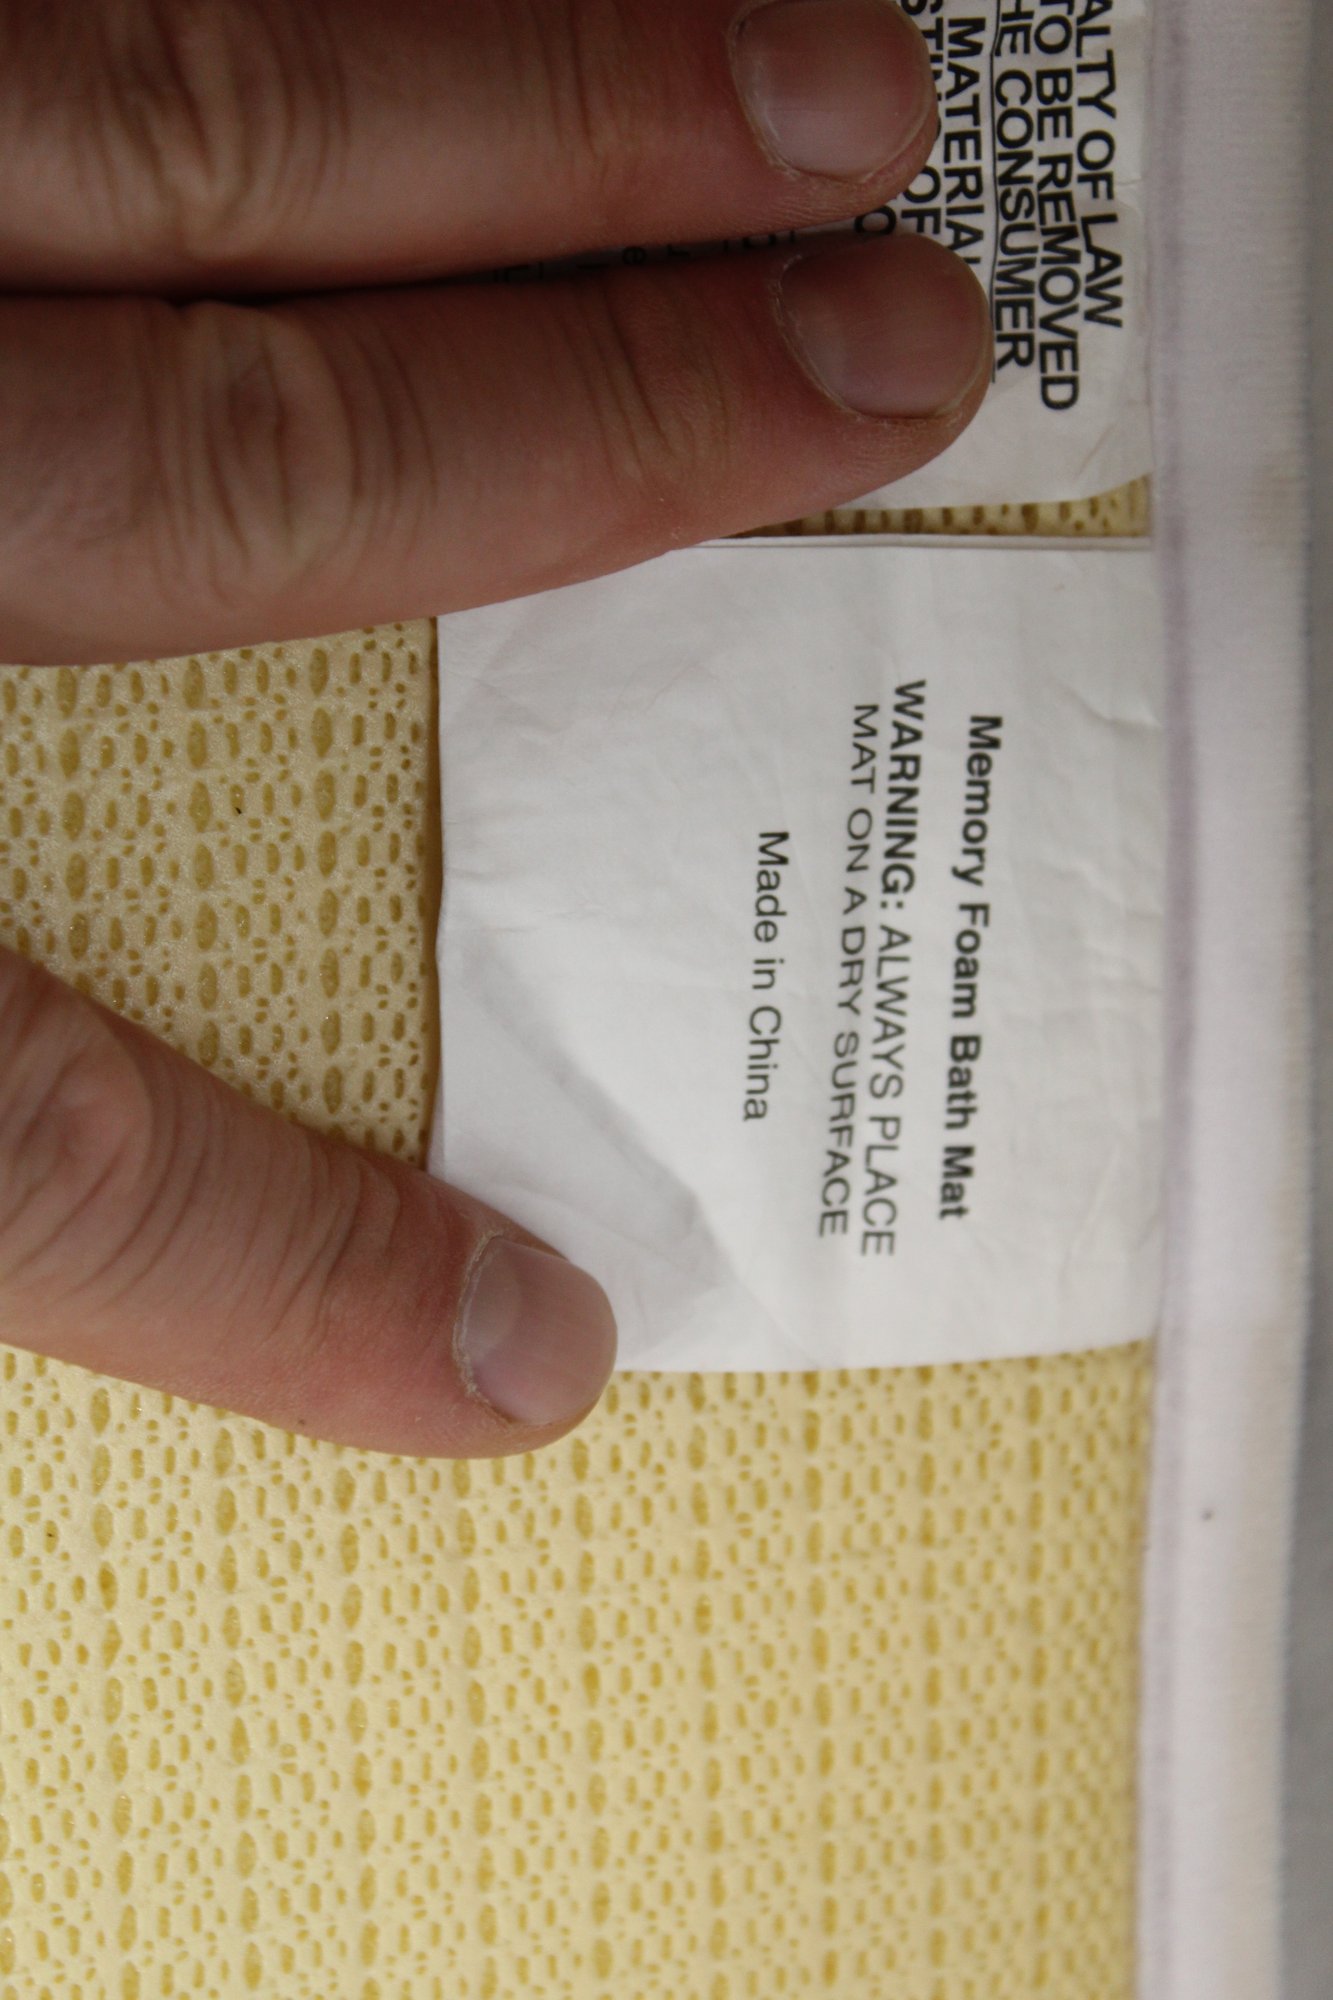 ALTY OF LAW
TO BE REMOVED
HE CONSUMER
MATERIAL
OF
Memory Foam Bath Mat
WARNING: ALWAYS PLACE
MAT ON A DRY SURFACE
Made in China